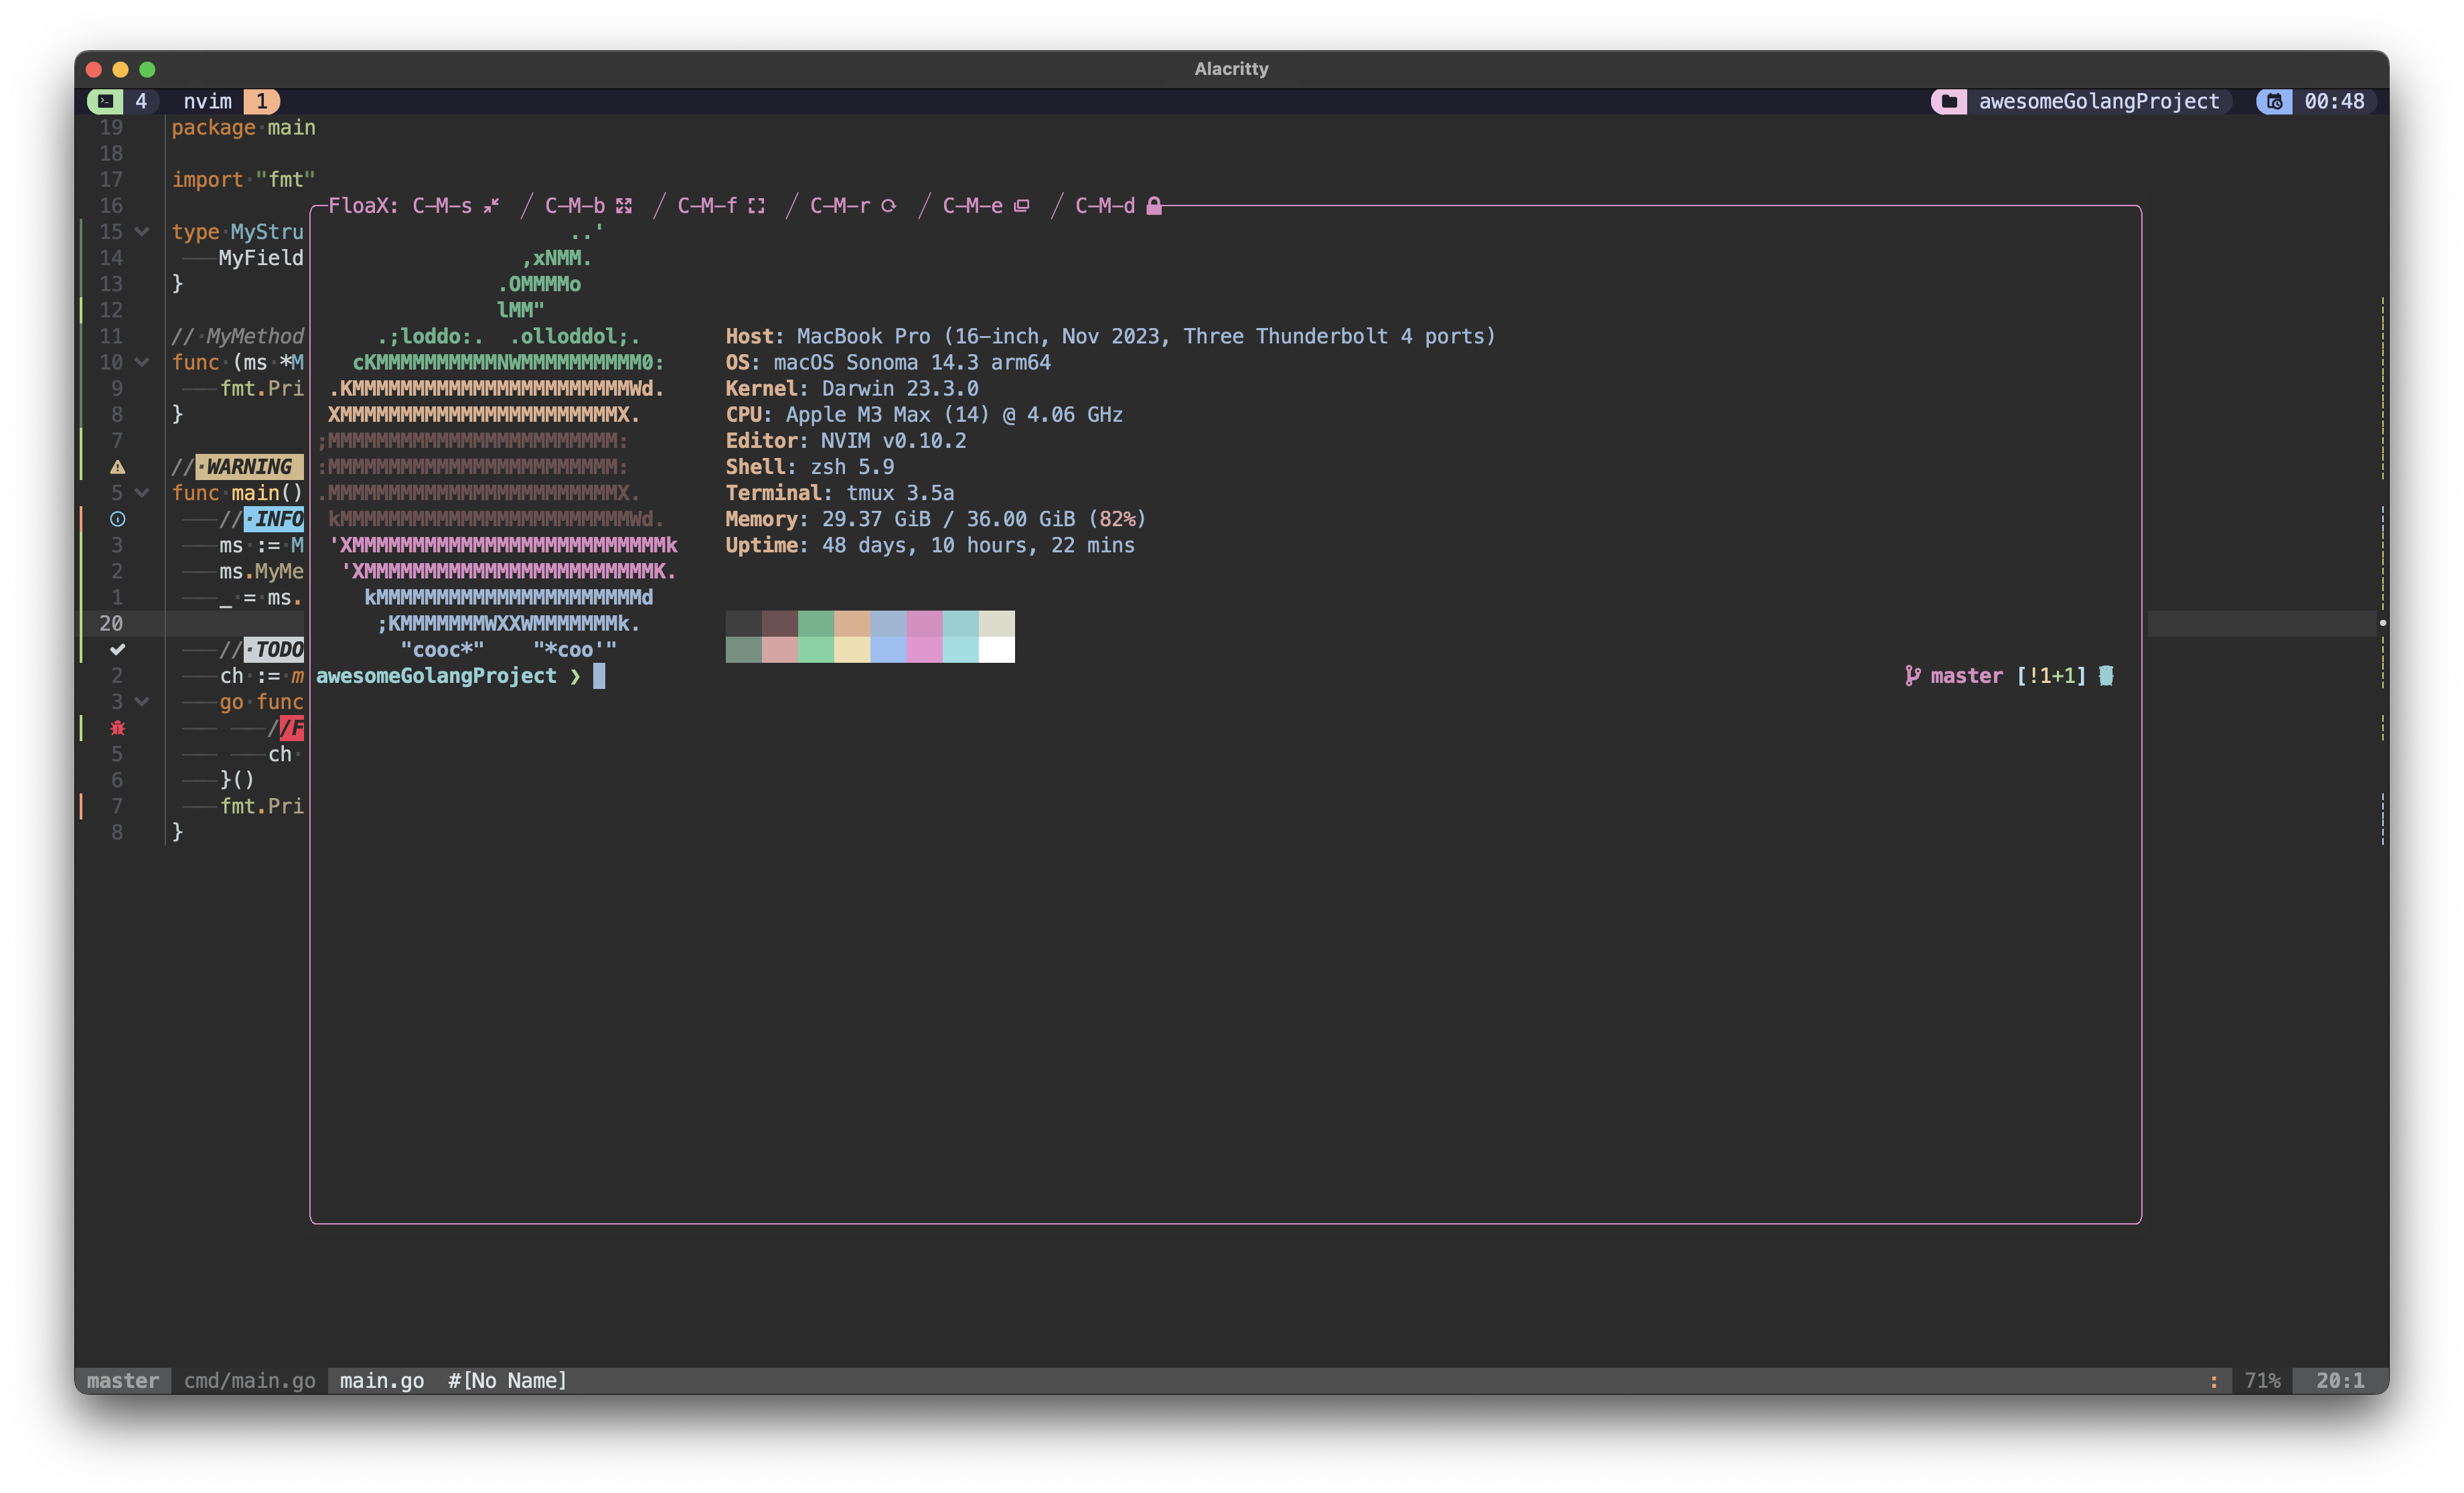 Alacritty
4 nvim 1 awesomeGolangProject 00:48
19 package·main
18
17 import·"fmt"
16 FloaX: C-M-s / C-M-b / C-M-f / C-M-r / C-M-e / C-M-d
15 type·MyStru ..'
14 MyField ,xNMM.
13 } .OMMMMo
12 lMM"
11 //·MyMethod .;loddo:. .olloddol;. Host: MacBook Pro (16-inch, Nov 2023, Three Thunderbolt 4 ports)
10 func·(ms·*M cKMMMMMMMMMMNWMMMMMMMMMM0: OS: macOS Sonoma 14.3 arm64
9 fmt.Pri .KMMMMMMMMMMMMMMMMMMMMMMMWd. Kernel: Darwin 23.3.0
8 } XMMMMMMMMMMMMMMMMMMMMMMMX. CPU: Apple M3 Max (14) @ 4.06 GHz
7 ;MMMMMMMMMMMMMMMMMMMMMMMM: Editor: NVIM v0.10.2
//·WARNING :MMMMMMMMMMMMMMMMMMMMMMMM: Shell: zsh 5.9
5 func·main() .MMMMMMMMMMMMMMMMMMMMMMMMX. Terminal: tmux 3.5a
//·INFO kMMMMMMMMMMMMMMMMMMMMMMMMWd. Memory: 29.37 GiB / 36.00 GiB (82%)
3 ms·:=·M 'XMMMMMMMMMMMMMMMMMMMMMMMMMMk Uptime: 48 days, 10 hours, 22 mins
2 ms.MyMe 'XMMMMMMMMMMMMMMMMMMMMMMMMK.
1 _·=·ms. kMMMMMMMMMMMMMMMMMMMMMMd
20 ;KMMMMMMMWXXWMMMMMMMk.
//·TODO "cooc*" "*coo'"
2 ch·:=·m awesomeGolangProject ❯ master [!1+1]
3 go·func
//F
5 ch·
6 }()
7 fmt.Pri
8 }
master cmd/main.go main.go #[No Name] : 71% 20:1